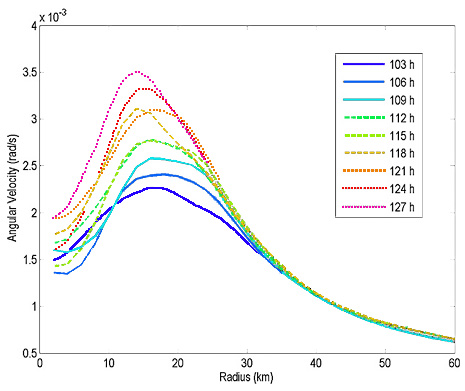 x 10⁻³
4
3.5
3
2.5
2
1.5
1
0.5
Angular Velocity (rad/s)
0 10 20 30 40 50 60
Radius (km)
103 h
106 h
109 h
112 h
115 h
118 h
121 h
124 h
127 h